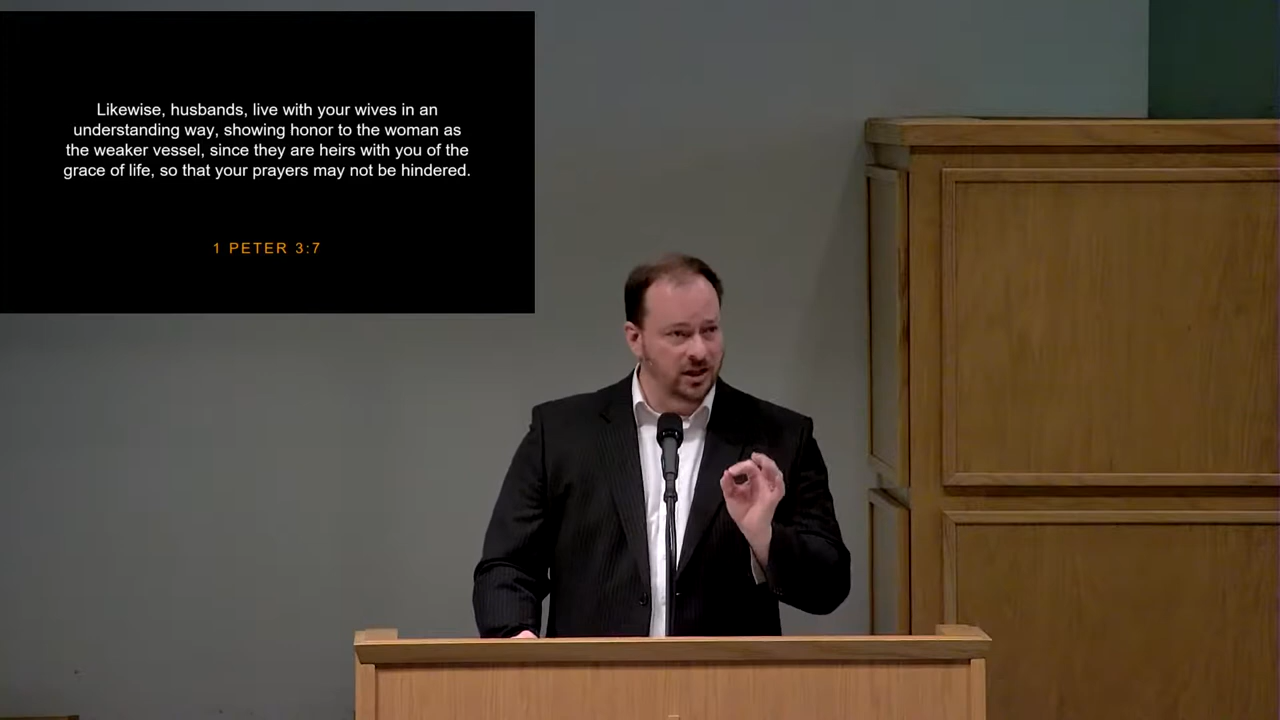 Likewise, husbands, live with your wives in an
understanding way, showing honor to the woman as
the weaker vessel, since they are heirs with you of the
grace of life, so that your prayers may not be hindered.
1 PETER 3:7